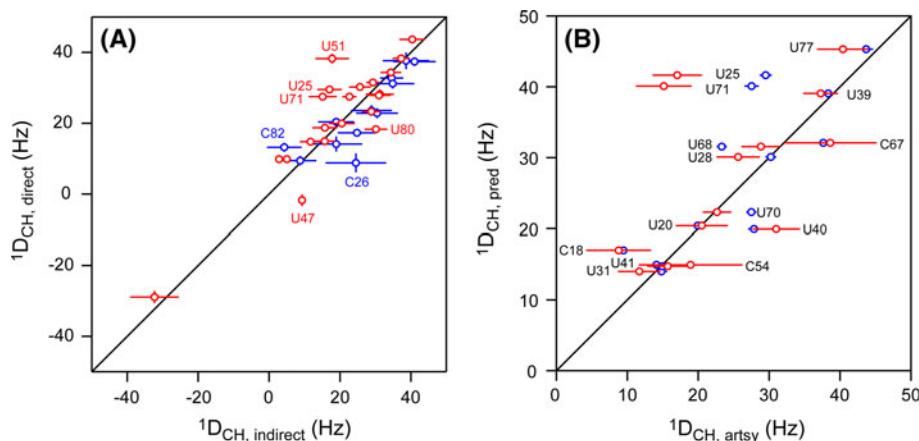 (A)
¹D_CH, direct (Hz)
40
20
0
-20
-40
U51
U25
U71
C82
U80
C26
U47
-40 -20 0 20 40
¹D_CH, indirect (Hz)
(B)
¹D_CH, pred (Hz)
50
40
30
20
10
0
U77
U25
U71
U39
U68
C67
U28
U70
U20
U40
C18
U41
C54
U31
0 10 20 30 40 50
¹D_CH, artsy (Hz)